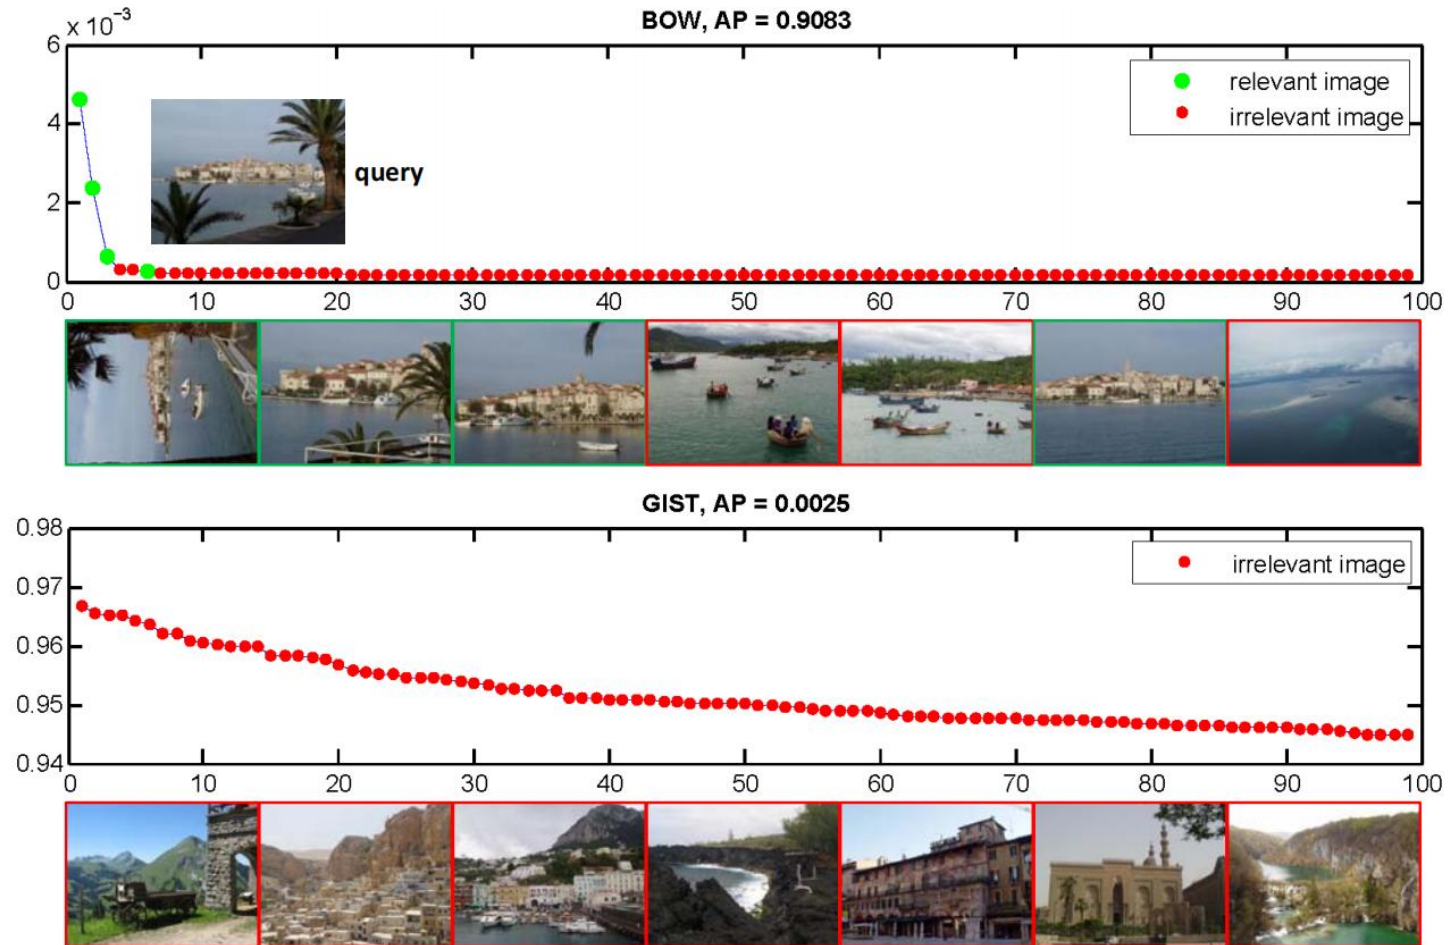 BOW, AP = 0.9083
x 10⁻³
6
4
2
0
query
relevant image
irrelevant image
0 10 20 30 40 50 60 70 80 90 100
GIST, AP = 0.0025
0.98
0.97
0.96
0.95
0.94
irrelevant image
0 10 20 30 40 50 60 70 80 90 100